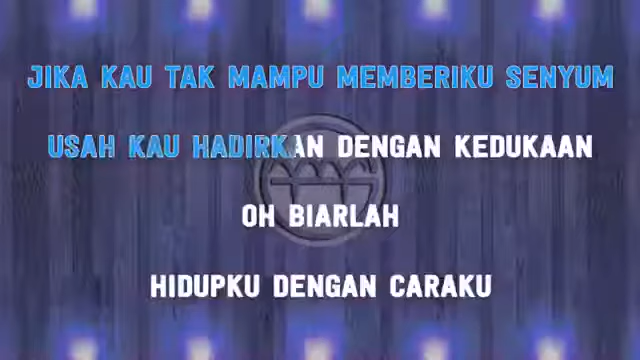 JIKA KAU TAK MAMPU MEMBERIKU SENYUM
USAH KAU HADIRKAN DENGAN KEDUKAAN
OH BIARLAH
HIDUPKU DENGAN CARAKU